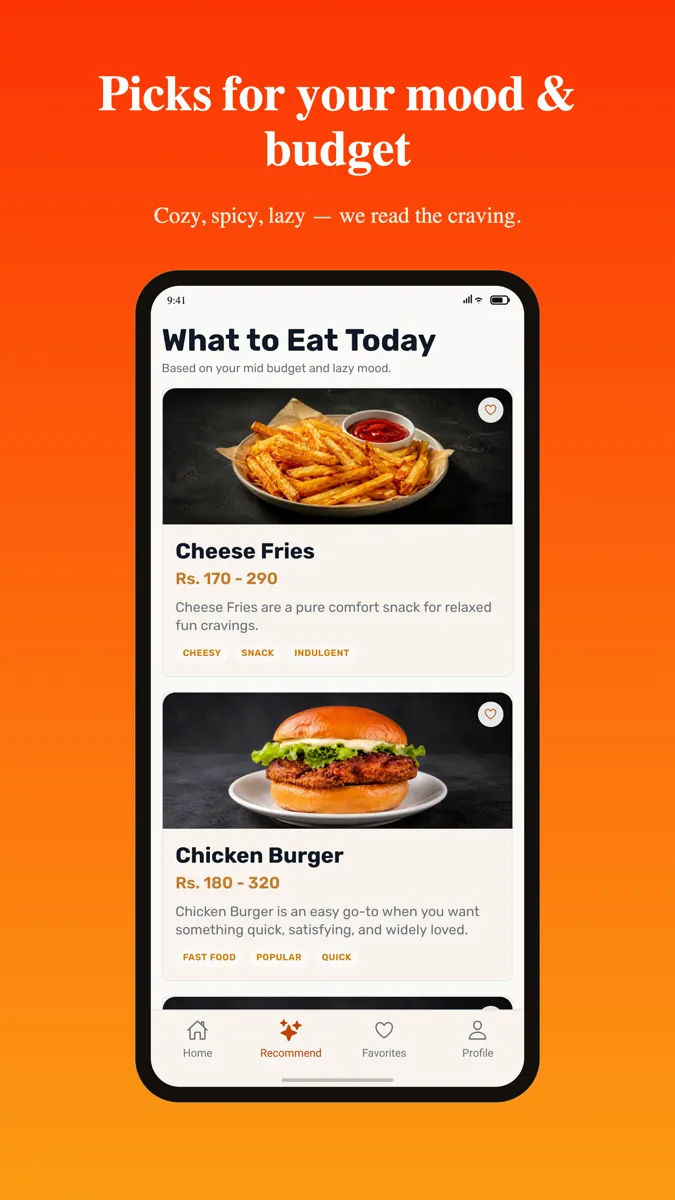 Picks for your mood &
budget
Cozy, spicy, lazy — we read the craving.
9:41
What to Eat Today
Based on your mid budget and lazy mood.
Cheese Fries
Rs. 170 - 290
Cheese Fries are a pure comfort snack for relaxed
fun cravings.
CHEESY SNACK INDULGENT
Chicken Burger
Rs. 180 - 320
Chicken Burger is an easy go-to when you want
something quick, satisfying, and widely loved.
FAST FOOD POPULAR QUICK
Home Recommend Favorites Profile